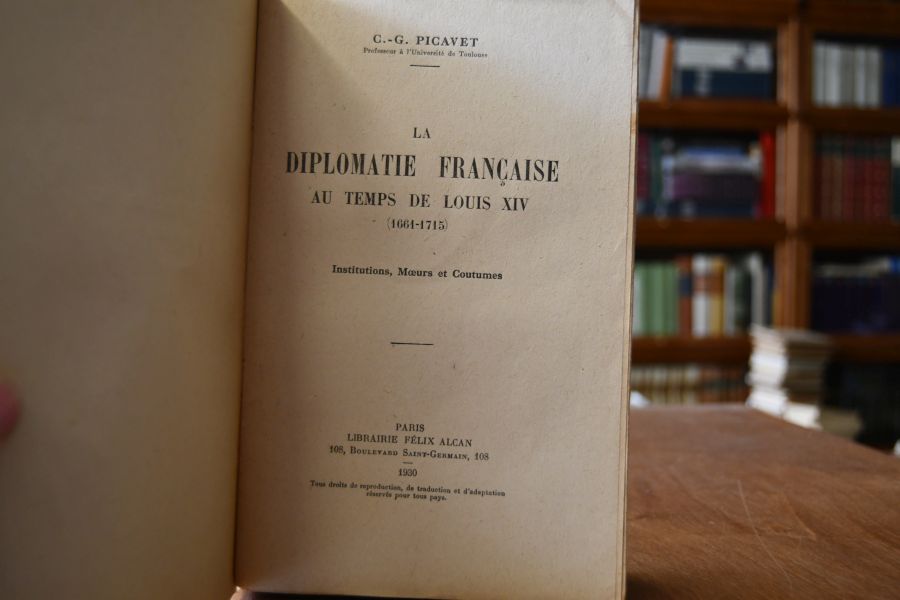 C.-G. PICAVET
Professeur à l'Université de Toulouse
LA
DIPLOMATIE FRANÇAISE
AU TEMPS DE LOUIS XIV
(1661-1715)
Institutions, Mœurs et Coutumes
PARIS
LIBRAIRIE FÉLIX ALCAN
108, BOULEVARD SAINT-GERMAIN, 108
1930
Tous droits de reproduction, de traduction et d'adaptation
réservés pour tous pays.